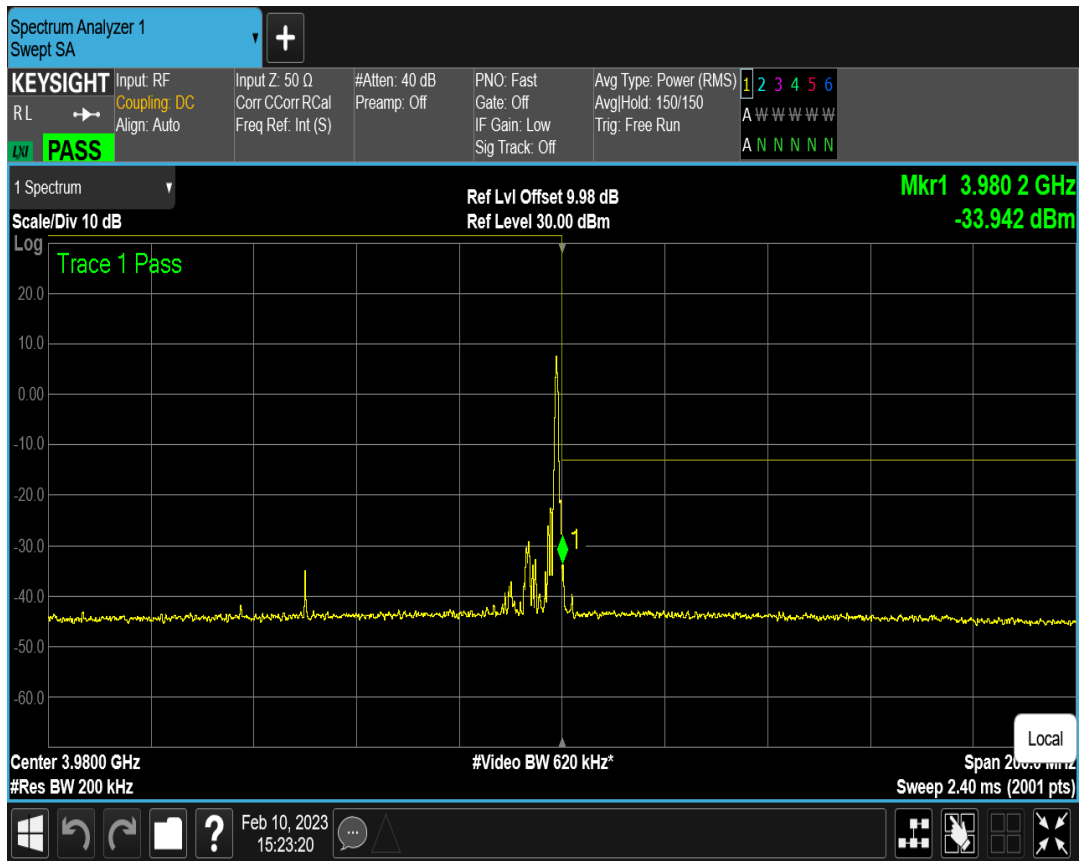 Spectrum Analyzer 1
Swept SA
+
KEYSIGHT Input: RF Input Z: 50 Ω #Atten: 40 dB PNO: Fast Avg Type: Power (RMS) 1 2 3 4 5 6
R L Coupling: DC Corr CCorr RCal Preamp: Off Gate: Off Avg|Hold: 150/150 A W W W W W
Align: Auto Freq Ref: Int (S) IF Gain: Low Trig: Free Run
LXI PASS Sig Track: Off A N N N N N
1 Spectrum
Ref Lvl Offset 9.98 dB
Mkr1 3.980 2 GHz
Scale/Div 10 dB Ref Level 30.00 dBm -33.942 dBm
Log
Trace 1 Pass
20.0
10.0
0.00
-10.0
-20.0
-30.0
1
-40.0
-50.0
-60.0
Local
Center 3.9800 GHz #Video BW 620 kHz* Span 200.0 MHz
#Res BW 200 kHz Sweep 2.40 ms (2001 pts)
? Feb 10, 2023
15:23:20